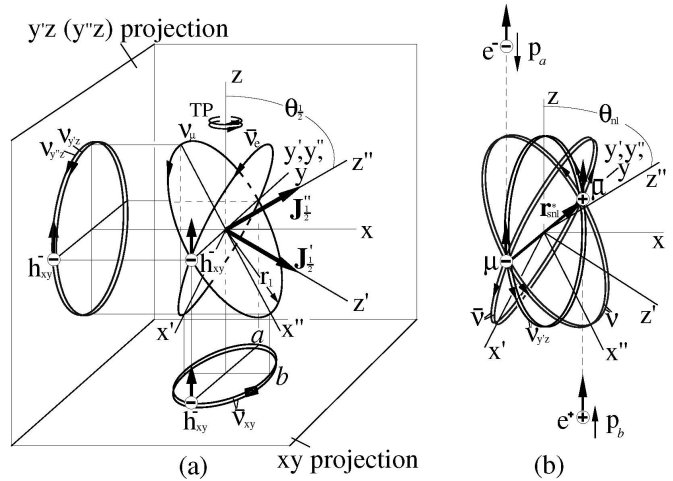 y'z (y''z) projection
z
TP
θ½
ν_y'z
ν_y''z
ν_μ
ν̄_e
y',y''
y
z''
J''½
x
h⁻_xy
h⁻_xy
J'½
r_1
z'
x'
x''
a
b
h⁻_xy
ν̄_xy
xy projection
(a)
e⁻
p_a
z
θ_nl
y',y''
μ̄
y
z''
r*_snl
x
μ
z'
ν̄
ν
x'
ν_y'z
x''
e⁺
p_b
(b)